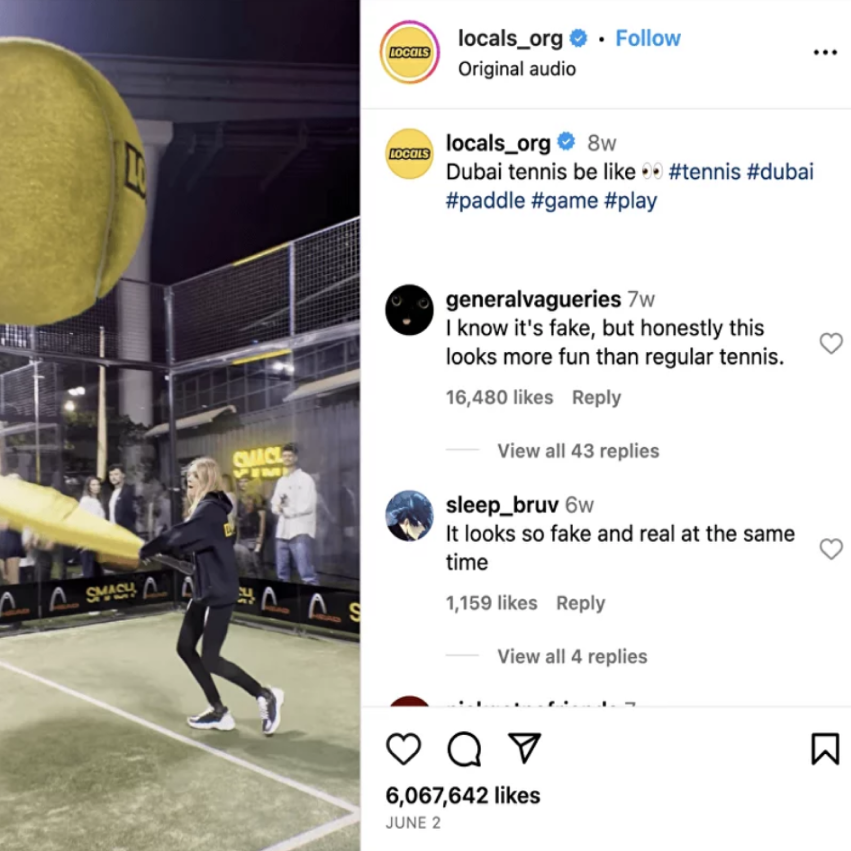 LOCALS
locals_org • Follow
Original audio
LOCALS
locals_org 8w
Dubai tennis be like 👀 #tennis #dubai
#paddle #game #play
generalvagueries 7w
I know it's fake, but honestly this
looks more fun than regular tennis.
16,480 likes Reply
View all 43 replies
sleep_bruv 6w
It looks so fake and real at the same
time
1,159 likes Reply
View all 4 replies
6,067,642 likes
JUNE 2
LO
SMASH
HEAD
SMASH
HEAD
HEAD